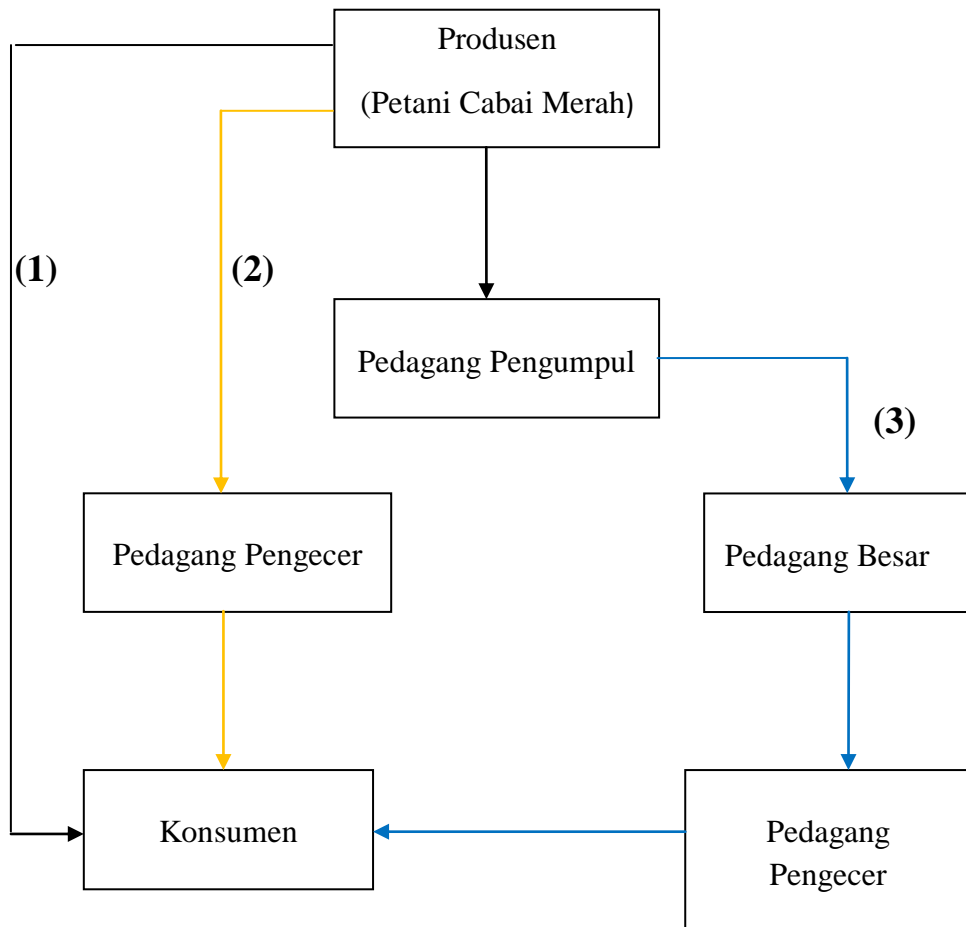 Produsen
(Petani Cabai Merah)
(1)
(2)
Pedagang Pengumpul
(3)
Pedagang Pengecer
Pedagang Besar
Konsumen
Pedagang
Pengecer